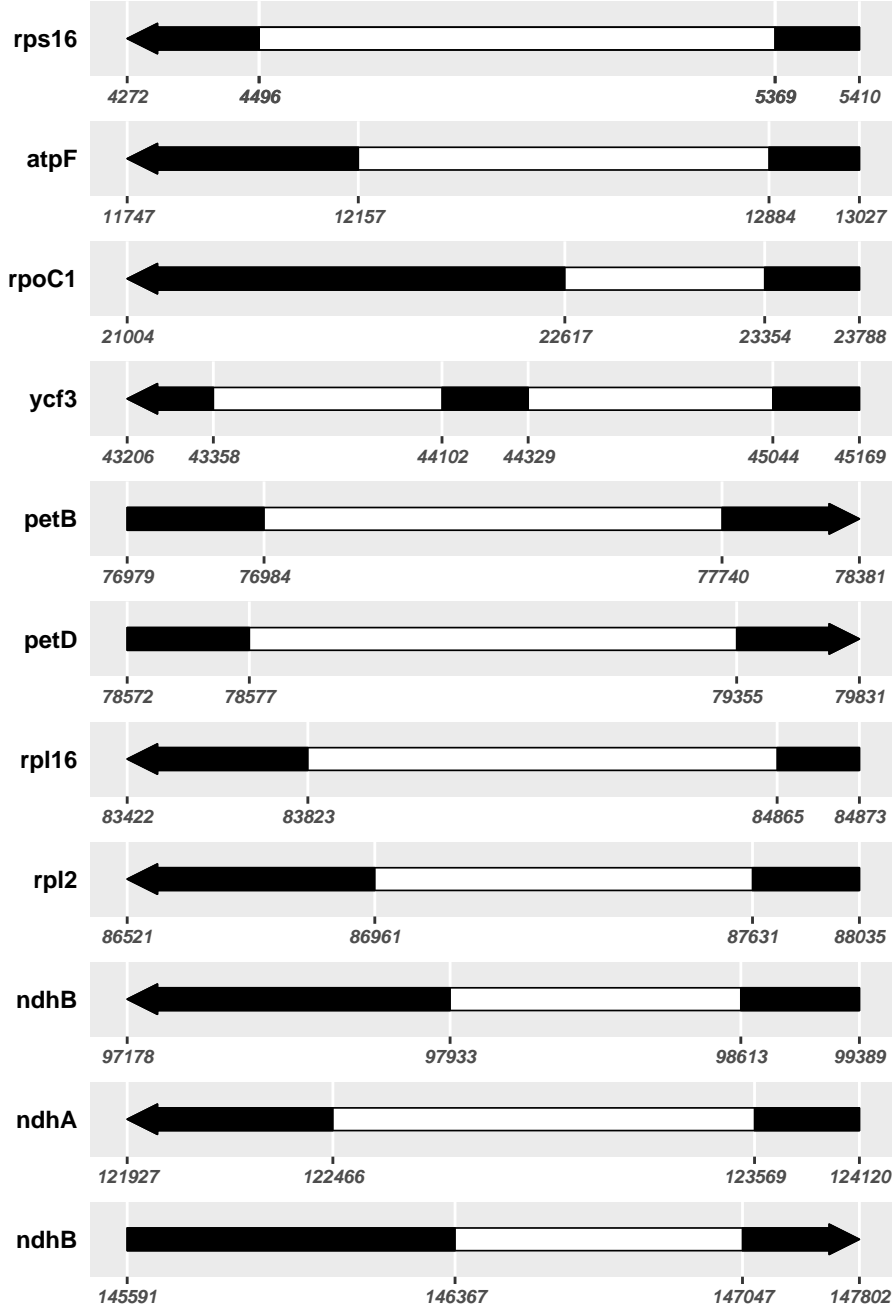 rps16
4272 4496 5369 5410
atpF
11747 12157 12884 13027
rpoC1
21004 22617 23354 23788
ycf3
43206 43358 44102 44329 45044 45169
petB
76979 76984 77740 78381
petD
78572 78577 79355 79831
rpl16
83422 83823 84865 84873
rpl2
86521 86961 87631 88035
ndhB
97178 97933 98613 99389
ndhA
121927 122466 123569 124120
ndhB
145591 146367 147047 147802